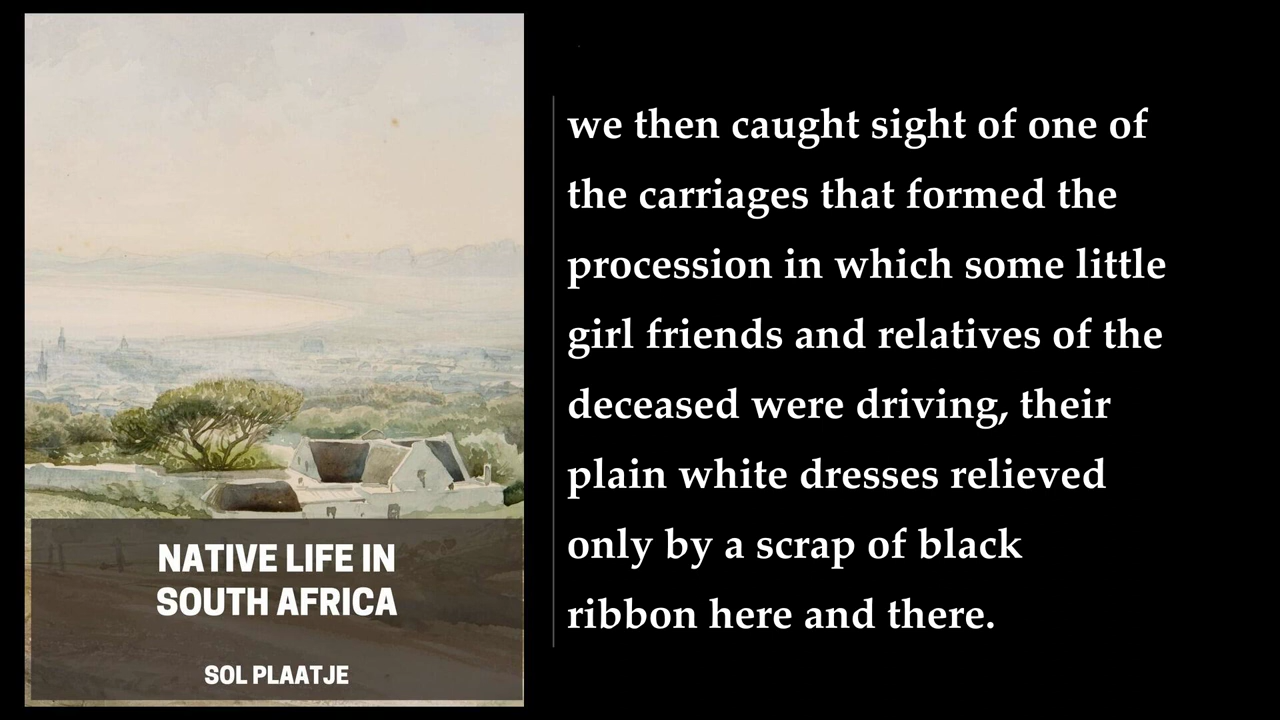 NATIVE LIFE IN
SOUTH AFRICA
SOL PLAATJE
we then caught sight of one of
the carriages that formed the
procession in which some little
girl friends and relatives of the
deceased were driving, their
plain white dresses relieved
only by a scrap of black
ribbon here and there.